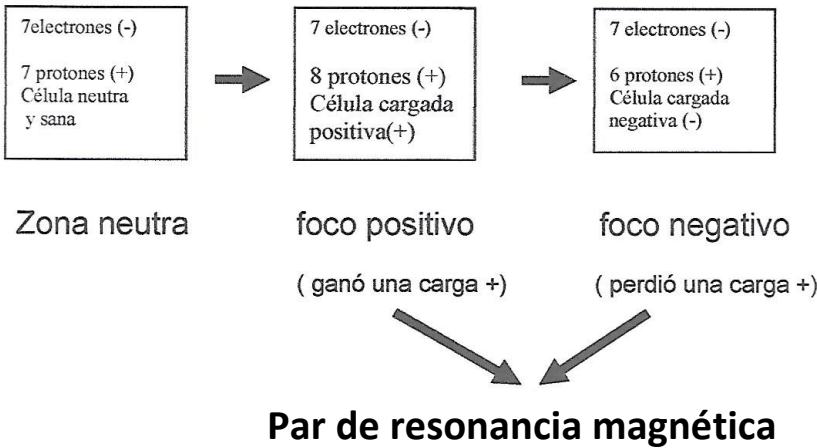 7electrones (-)
7 protones (+)
Célula neutra
y sana
7 electrones (-)
8 protones (+)
Célula cargada
positiva(+)
7 electrones (-)
6 protones (+)
Célula cargada
negativa (-)
Zona neutra
foco positivo
foco negativo
( ganó una carga +)
( perdió una carga +)
Par de resonancia magnética